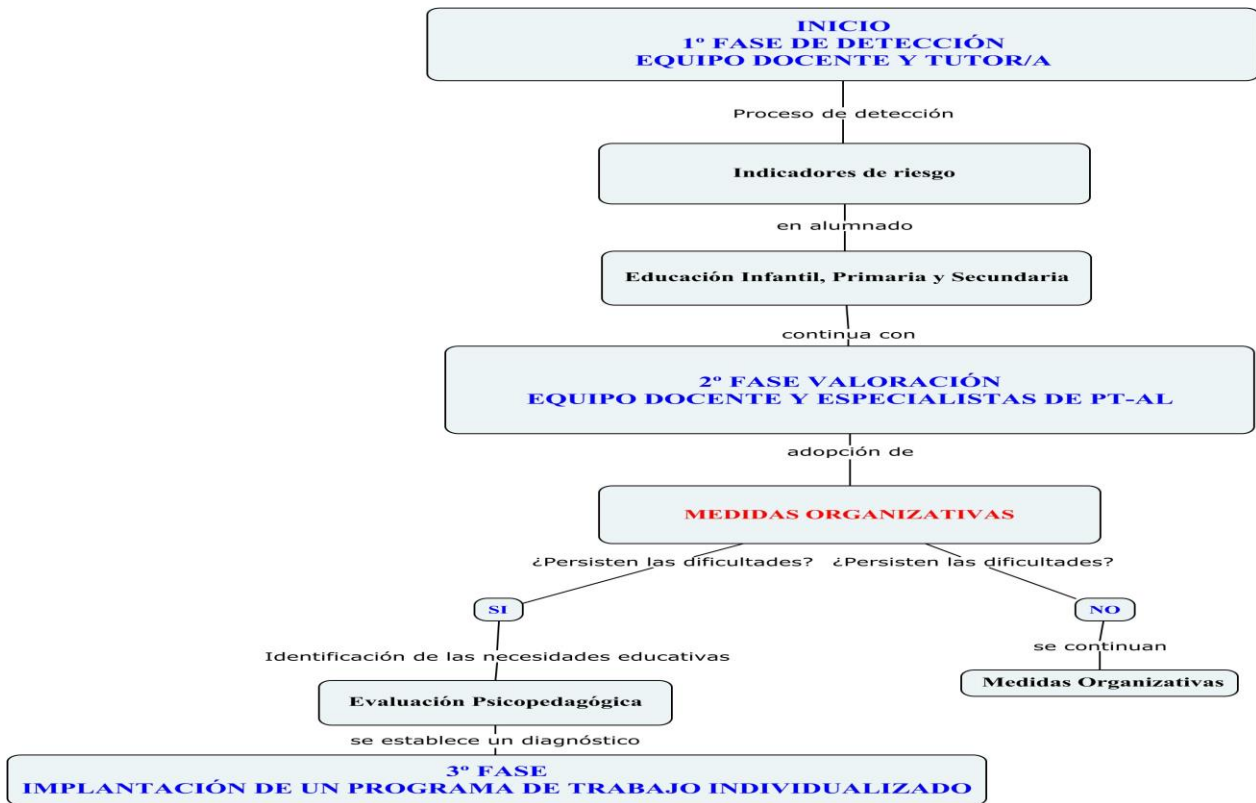 INICIO
1º FASE DE DETECCIÓN
EQUIPO DOCENTE Y TUTOR/A
Proceso de detección
Indicadores de riesgo
en alumnado
Educación Infantil, Primaria y Secundaria
continua con
2º FASE VALORACIÓN
EQUIPO DOCENTE Y ESPECIALISTAS DE PT-AL
adopción de
MEDIDAS ORGANIZATIVAS
¿Persisten las dificultades?
¿Persisten las dificultades?
SI
NO
Identificación de las necesidades educativas
se continuan
Evaluación Psicopedagógica
Medidas Organizativas
se establece un diagnóstico
3º FASE
IMPLANTACIÓN DE UN PROGRAMA DE TRABAJO INDIVIDUALIZADO